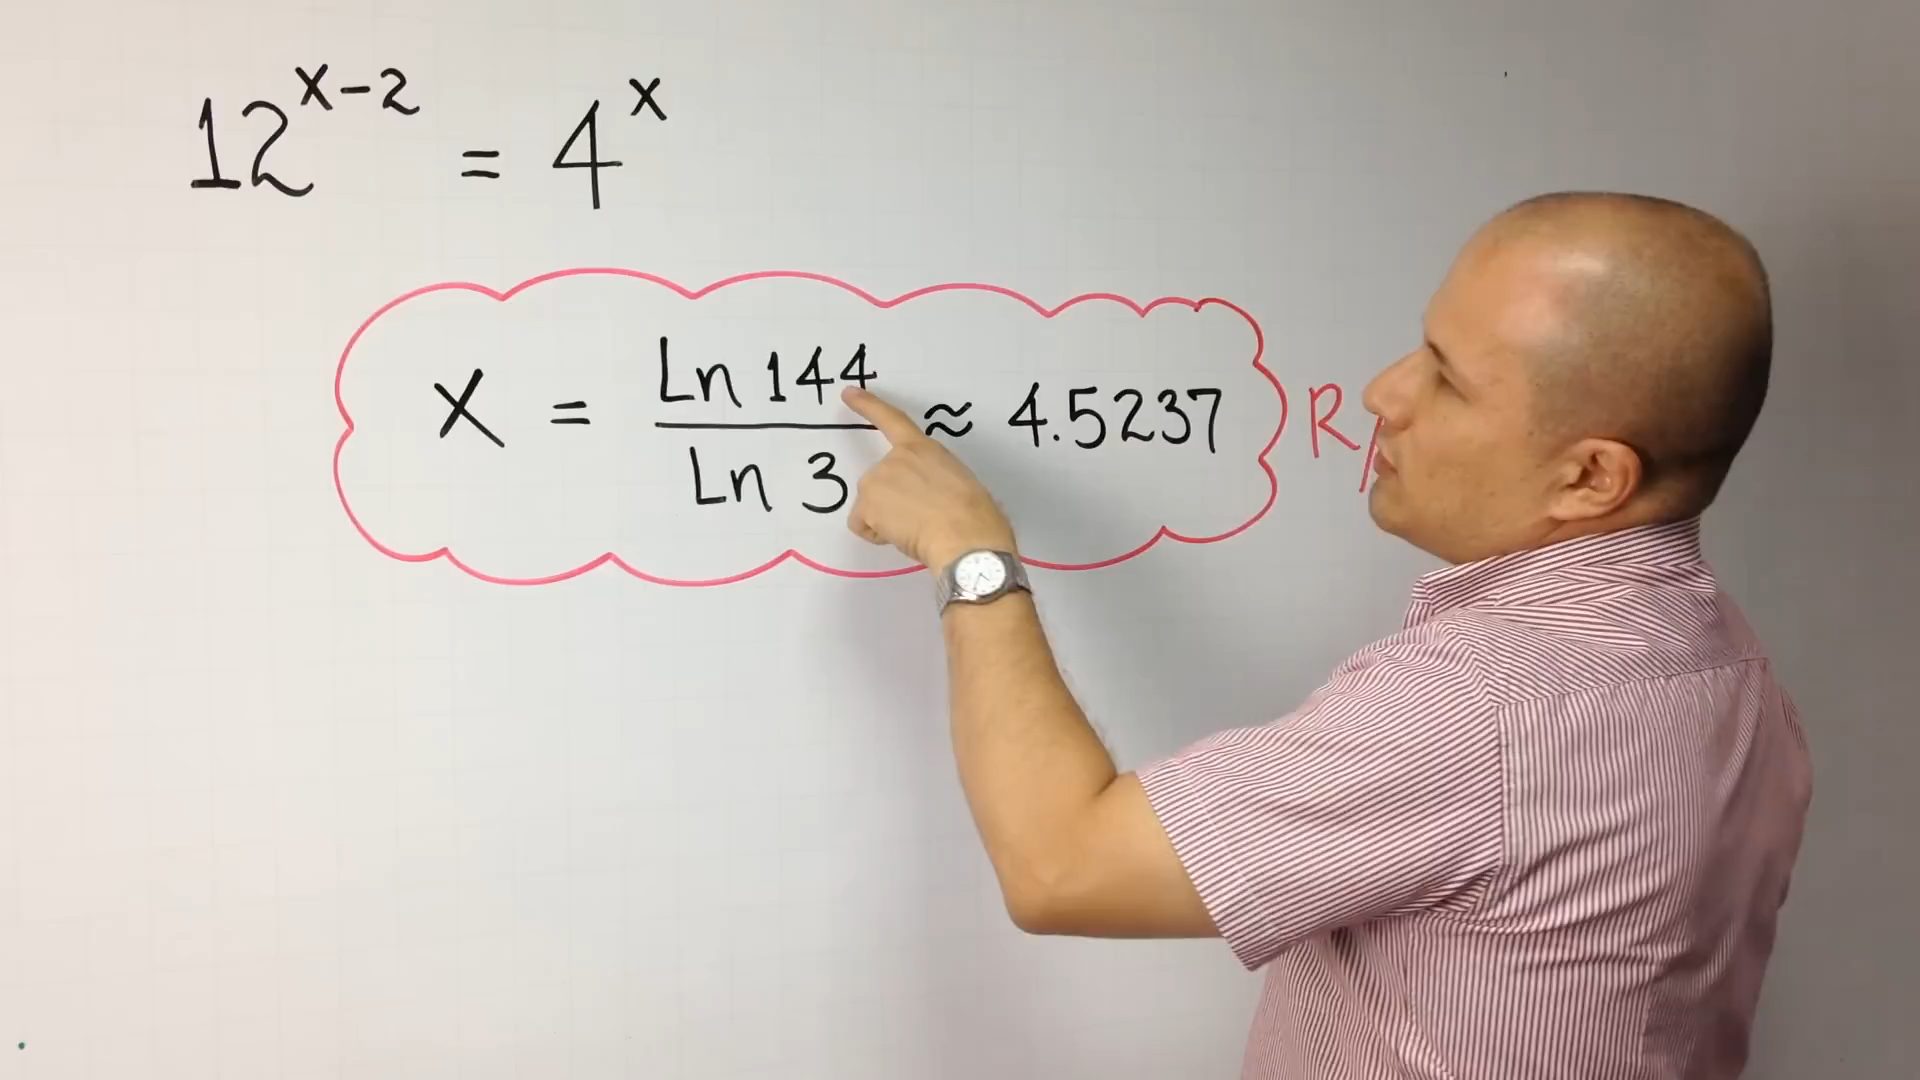 12^(x-2) = 4^x
X = Ln 144 / Ln 3 ≈ 4.5237 R/